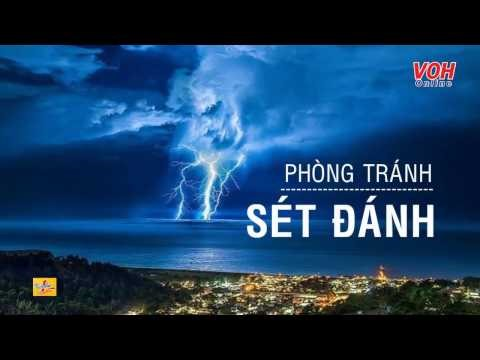 VOH
Online
PHÒNG TRÁNH
SÉT ĐÁNH